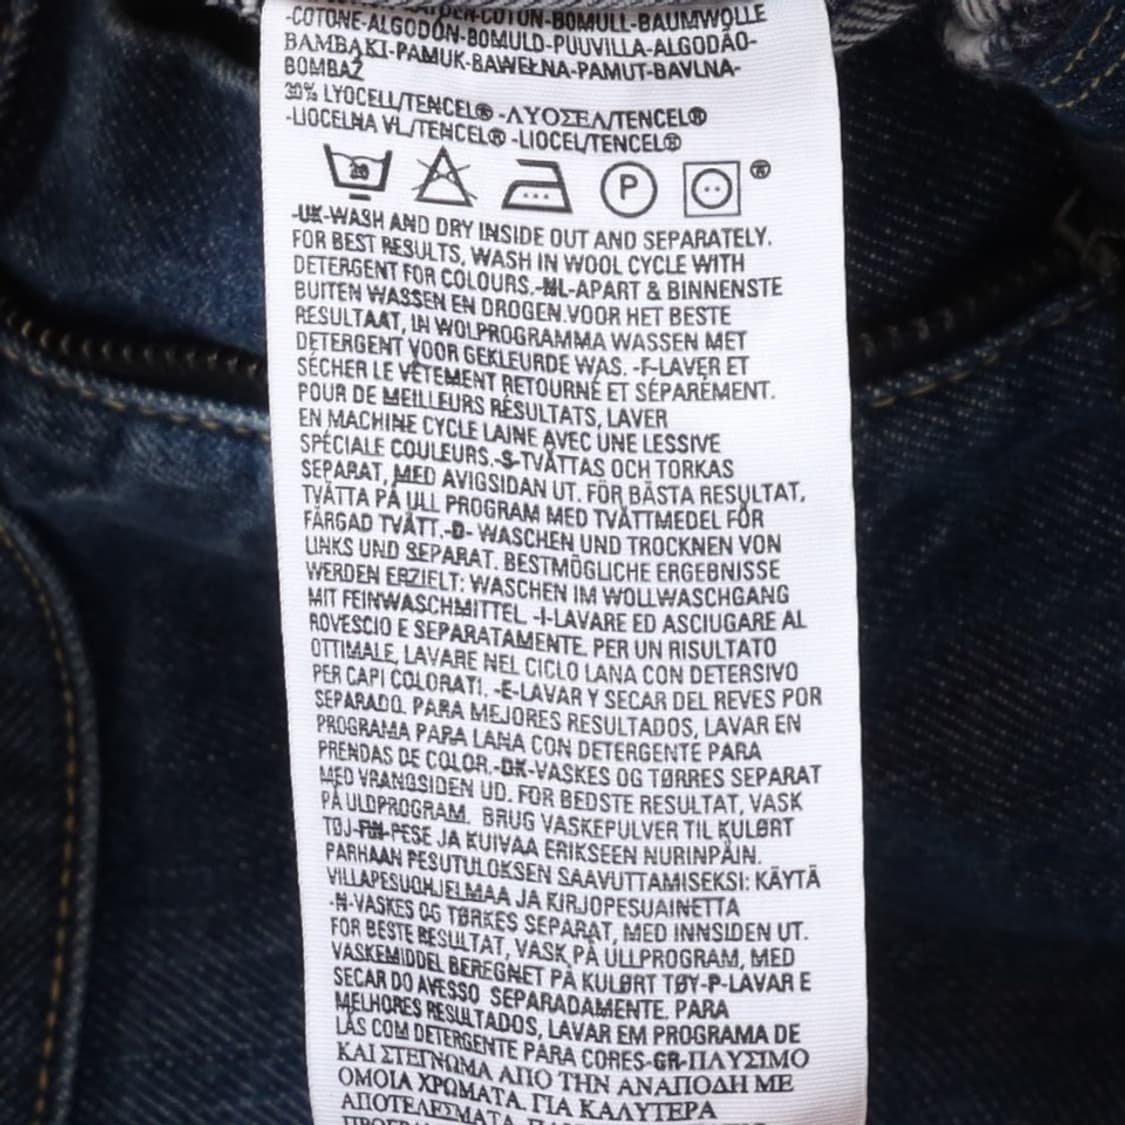 -COTON-BOMULL-BAUMWOLLE
-COTONE-ALGODÓN-BOMULD-PUUVILLA-ALGODÃO-
BAMBAKI-PAMUK-BAWEŁNA-PAMUT-BAVLNA-
BOMBAŽ
30% LYOCELL/TENCEL® -ΛΥΟΣΕΛ/TENCEL®
-LIOCELNA VL/TENCEL® -LIOCEL/TENCEL®
P
®
-UK-WASH AND DRY INSIDE OUT AND SEPARATELY.
FOR BEST RESULTS, WASH IN WOOL CYCLE WITH
DETERGENT FOR COLOURS.-NL-APART & BINNENSTE
BUITEN WASSEN EN DROGEN.VOOR HET BESTE
RESULTAAT, IN WOLPROGRAMMA WASSEN MET
DETERGENT VOOR GEKLEURDE WAS. -F-LAVER ET
SÉCHER LE VÊTEMENT RETOURNÉ ET SÉPARÉMENT.
POUR DE MEILLEURS RÉSULTATS, LAVER
EN MACHINE CYCLE LAINE AVEC UNE LESSIVE
SPÉCIALE COULEURS.-S-TVÄTTAS OCH TORKAS
SEPARAT, MED AVIGSIDAN UT. FÖR BÄSTA RESULTAT,
TVÄTTA PÅ ULL PROGRAM MED TVÄTTMEDEL FÖR
FÄRGAD TVÄTT.-D- WASCHEN UND TROCKNEN VON
LINKS UND SEPARAT. BESTMÖGLICHE ERGEBNISSE
WERDEN ERZIELT: WASCHEN IM WOLLWASCHGANG
MIT FEINWASCHMITTEL. -I-LAVARE ED ASCIUGARE AL
ROVESCIO E SEPARATAMENTE. PER UN RISULTATO
OTTIMALE, LAVARE NEL CICLO LANA CON DETERSIVO
PER CAPI COLORATI. -E-LAVAR Y SECAR DEL REVES POR
SEPARADO. PARA MEJORES RESULTADOS, LAVAR EN
PROGRAMA PARA LANA CON DETERGENTE PARA
PRENDAS DE COLOR.-DK-VASKES OG TØRRES SEPARAT
MED VRANGSIDEN UD. FOR BEDSTE RESULTAT, VASK
PÅ ULDPROGRAM. BRUG VASKEPULVER TIL KULØRT
TØJ-FIN-PESE JA KUIVAA ERIKSEEN NURINPÄIN.
PARHAAN PESUTULOKSEN SAAVUTTAMISEKSI: KÄYTÄ
VILLAPESUOHJELMAA JA KIRJOPESUAINETTA
-N-VASKES OG TØRKES SEPARAT, MED INNSIDEN UT.
FOR BESTE RESULTAT, VASK PÅ ULLPROGRAM, MED
VASKEMIDDEL BEREGNET PÅ KULØRT TØY-P-LAVAR E
SECAR DO AVESSO SEPARADAMENTE. PARA
MELHORES RESULTADOS, LAVAR EM PROGRAMA DE
LÃS COM DETERGENTE PARA CORES-GR-ΠΛΥΣΙΜΟ
ΚΑΙ ΣΤΕΓΝΩΜΑ ΑΠΟ ΤΗΝ ΑΝΑΠΟΔΗ ΜΕ
ΟΜΟΙΑ ΧΡΩΜΑΤΑ. ΓΙΑ ΚΑΛΥΤΕΡΑ
ΑΠΟΤΕΛΕΣΜΑΤΑ